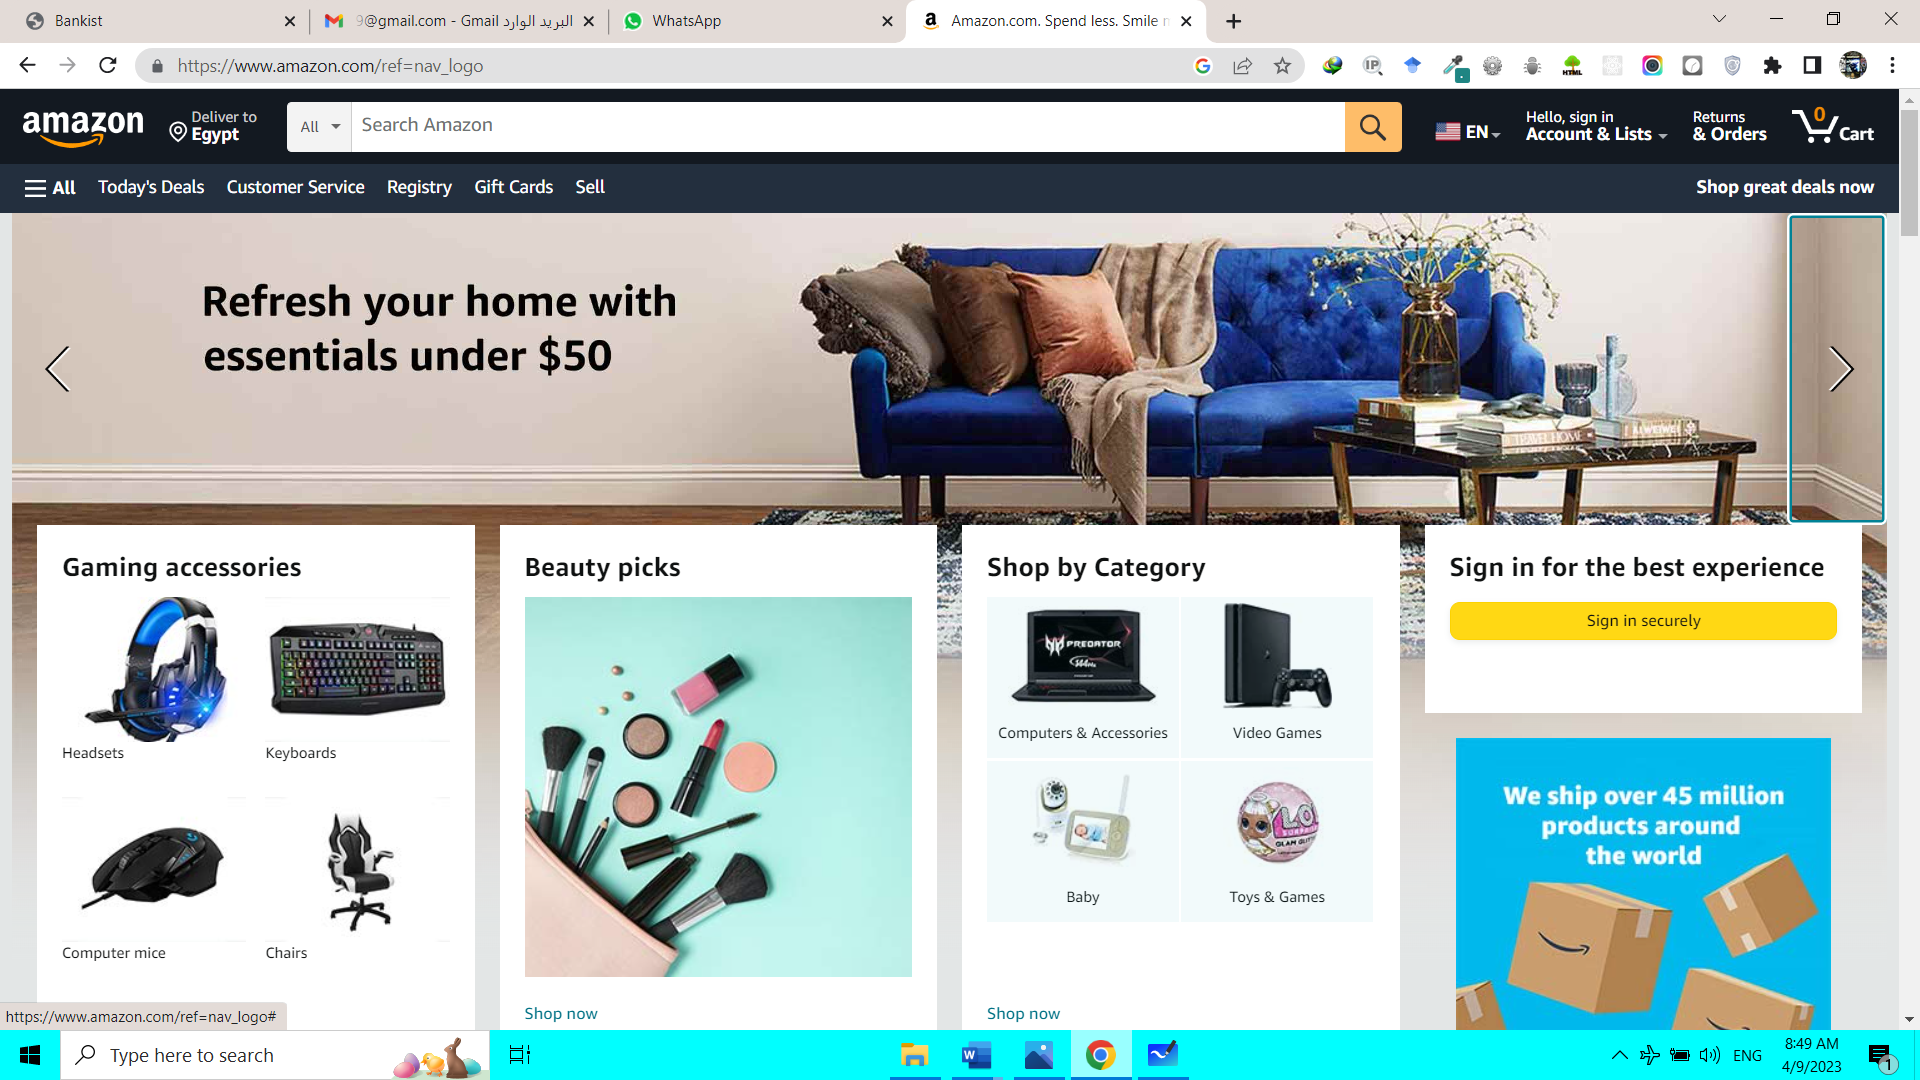 Bankist
9@gmail.com - Gmail البريد الوارد
WhatsApp
Amazon.com. Spend less. Smile m
https://www.amazon.com/ref=nav_logo
amazon
Deliver to
Egypt
All
Search Amazon
EN
Hello, sign in
Account & Lists
Returns
& Orders
0
Cart
All
Today's Deals
Customer Service
Registry
Gift Cards
Sell
Shop great deals now
Refresh your home with
essentials under $50
TRAVEL HOME
Gaming accessories
Headsets
Keyboards
Computer mice
Chairs
Beauty picks
Shop now
Shop by Category
PREDATOR
144Hz
Computers & Accessories
Video Games
Baby
Toys & Games
Shop now
Sign in for the best experience
Sign in securely
We ship over 45 million
products around
the world
https://www.amazon.com/ref=nav_logo#
Type here to search
ENG
8:49 AM
4/9/2023
1